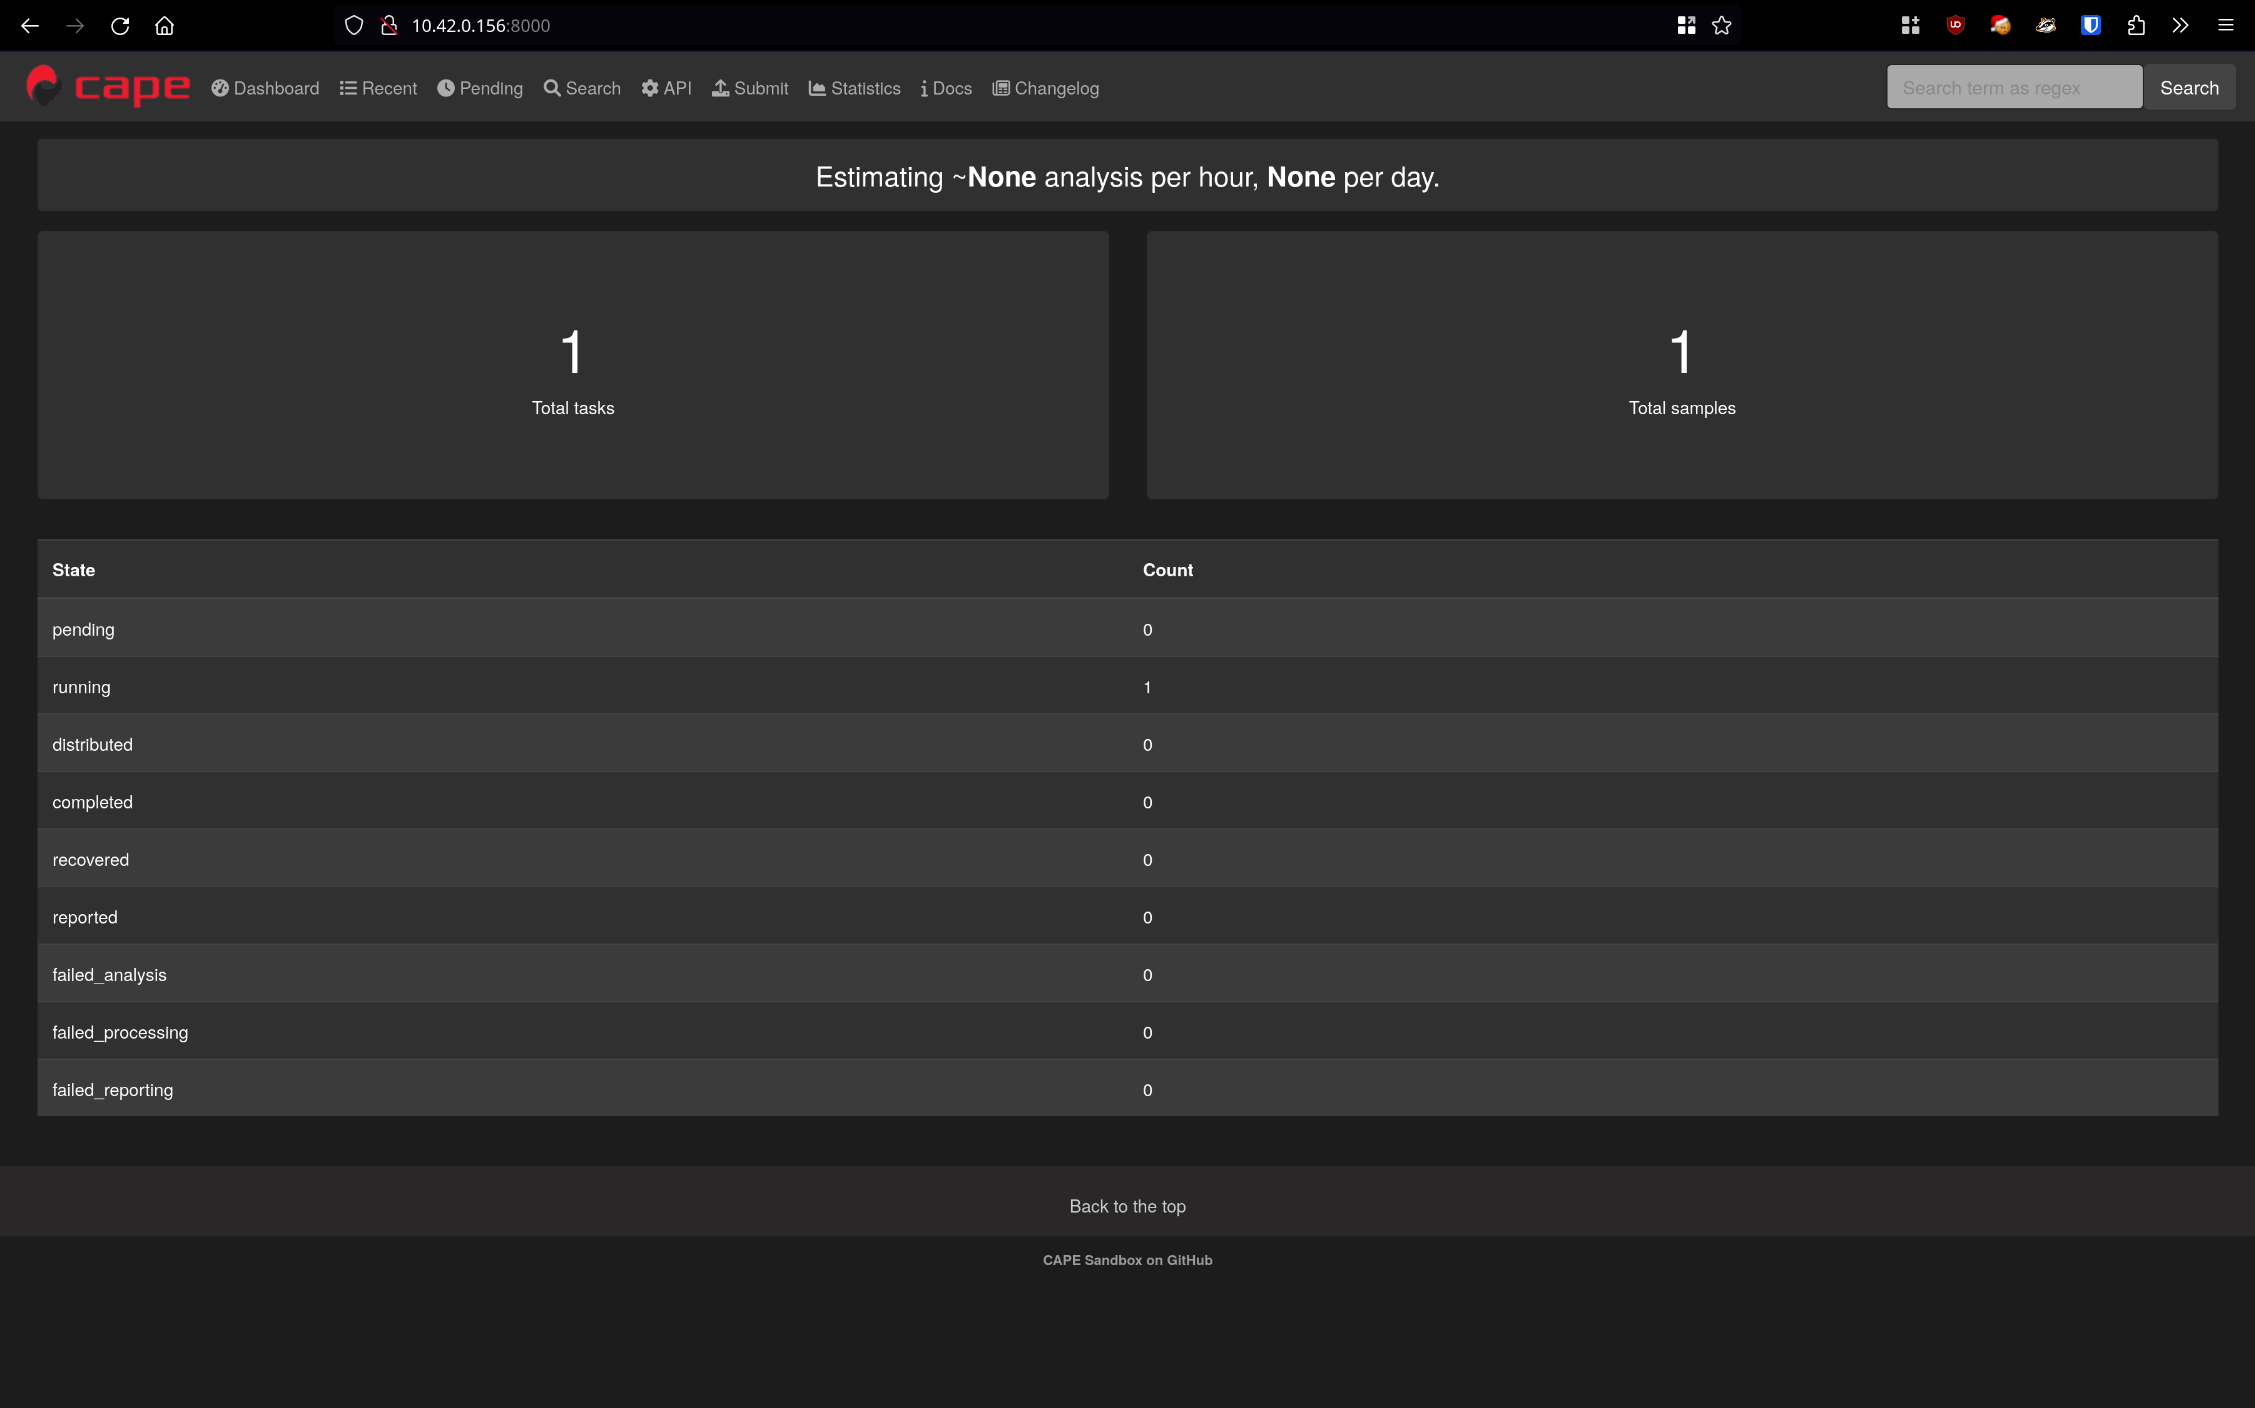 10.42.0.156:8000
cape Dashboard Recent Pending Search API Submit Statistics Docs Changelog Search term as regex Search
Estimating ~None analysis per hour, None per day.
1
Total tasks
1
Total samples
State Count
pending 0
running 1
distributed 0
completed 0
recovered 0
reported 0
failed_analysis 0
failed_processing 0
failed_reporting 0
Back to the top
CAPE Sandbox on GitHub